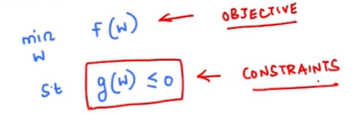 min f(w) ← OBJECTIVE
w
s.t g(w) ≤ 0 ← CONSTRAINTS